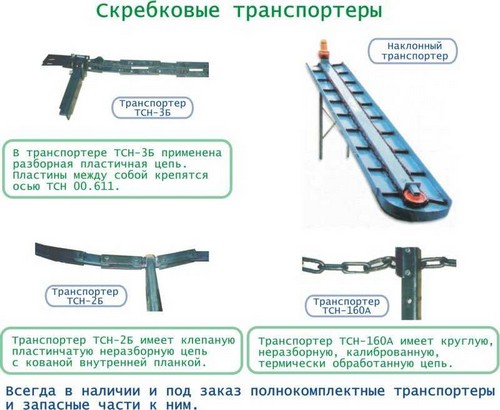 Скребковые транспортеры
Наклонный
транспортер
Транспортер
ТСН-3Б
В транспортере ТСН-3Б применена
разборная пластичная цепь.
Пластины между собой крепятся
осью ТСН 00.611.
Транспортер
ТСН-2Б
Транспортер
ТСН-160А
Транспортер ТСН-2Б имеет клепаную
пластинчатую неразборную цепь
с кованой внутренней планкой.
Транспортер ТСН-160А имеет круглую,
неразборную, калиброванную,
термически обработанную цепь.
Всегда в наличии и под заказ полнокомплектные транспортеры
и запасные части к ним.